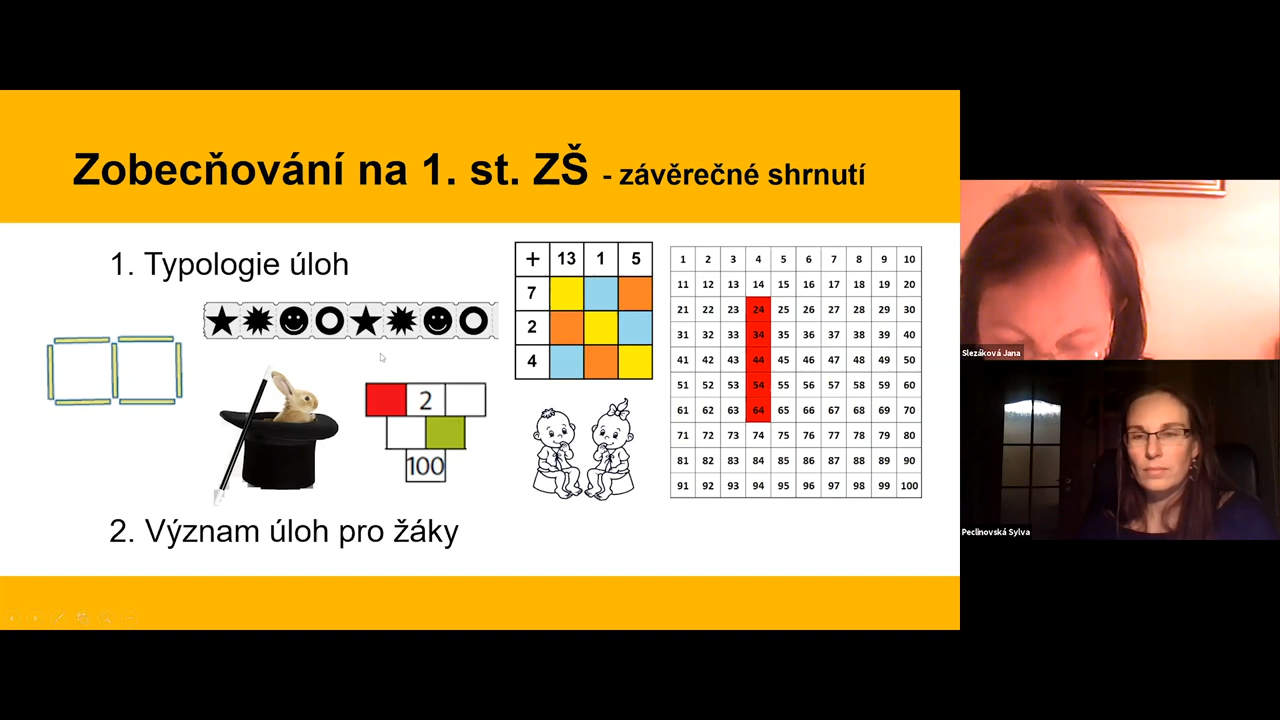 Zobecňování na 1. st. ZŠ - závěrečné shrnutí
1. Typologie úloh
+ 13 1 5
7
2
4
2
100
1 2 3 4 5 6 7 8 9 10
11 12 13 14 15 16 17 18 19 20
21 22 23 24 25 26 27 28 29 30
31 32 33 34 35 36 37 38 39 40
41 42 43 44 45 46 47 48 49 50
51 52 53 54 55 56 57 58 59 60
61 62 63 64 65 66 67 68 69 70
71 72 73 74 75 76 77 78 79 80
81 82 83 84 85 86 87 88 89 90
91 92 93 94 95 96 97 98 99 100
2. Význam úloh pro žáky
Slezáková Jana
Peclinovská Sylva